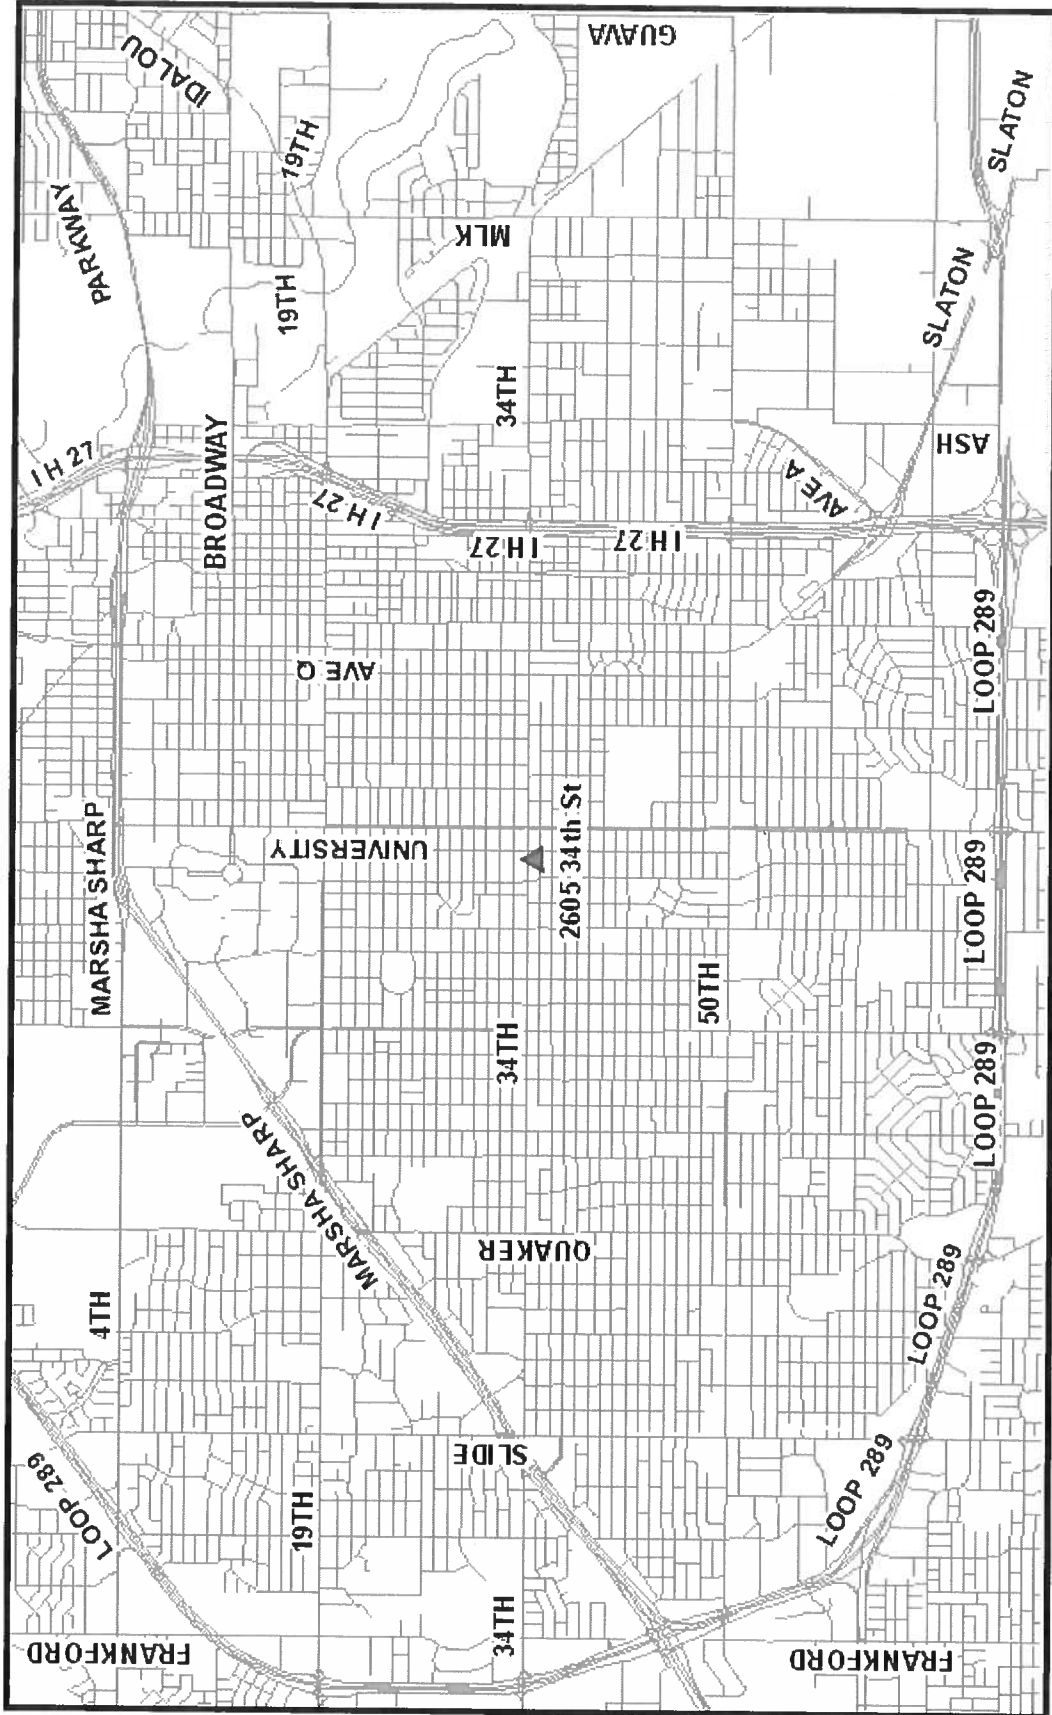 IDALOU
GUAVA
PARKWAY
19TH
MLK
SLATON
19TH
SLATON
34TH
I H 27
BROADWAY
ASH
I H 27
AVE A
I H 27
I H 27
AVE Q
LOOP 289
MARSHA SHARP
UNIVERSITY
2605 34th St
LOOP 289
50TH
34TH
LOOP 289
MARSHA SHARP
QUAKER
4TH
LOOP 289
SLIDE
LOOP 289
LOOP 289
19TH
34TH
FRANKFORD
FRANKFORD